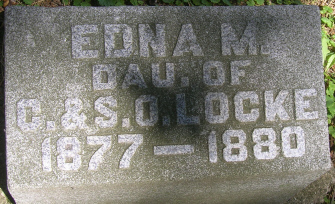 EDNA M.
DAU. OF
C. & S. O. LOCKE
1877 — 1880